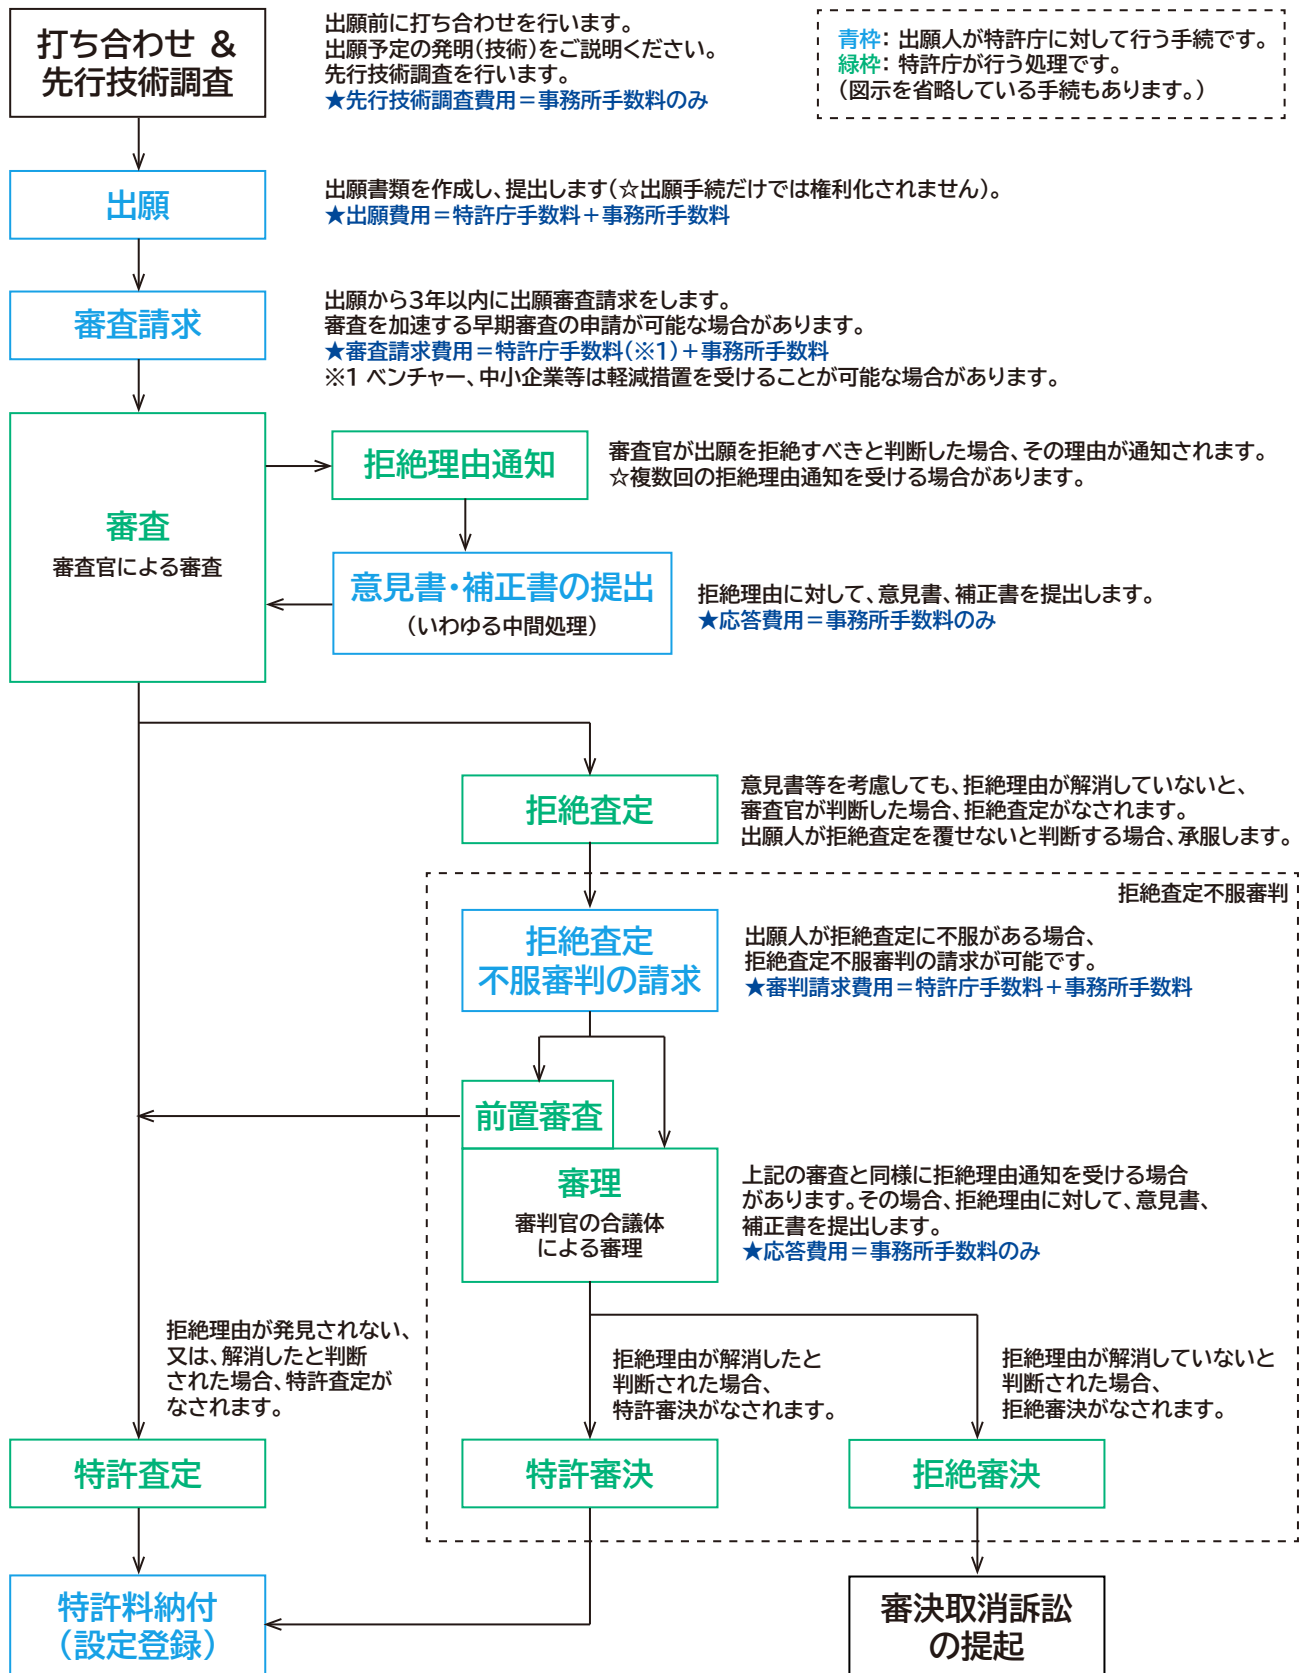 打ち合わせ &
先行技術調査
出願前に打ち合わせを行います。
出願予定の発明(技術)をご説明ください。
先行技術調査を行います。
★先行技術調査費用=事務所手数料のみ
青枠: 出願人が特許庁に対して行う手続です。
緑枠: 特許庁が行う処理です。
(図示を省略している手続もあります。)
出願
出願書類を作成し、提出します(☆出願手続だけでは権利化されません)。
★出願費用=特許庁手数料+事務所手数料
審査請求
出願から3年以内に出願審査請求をします。
審査を加速する早期審査の申請が可能な場合があります。
★審査請求費用=特許庁手数料(※1)+事務所手数料
※1 ベンチャー、中小企業等は軽減措置を受けることが可能な場合があります。
審査
審査官による審査
拒絶理由通知
審査官が出願を拒絶すべきと判断した場合、その理由が通知されます。
☆複数回の拒絶理由通知を受ける場合があります。
意見書・補正書の提出
(いわゆる中間処理)
拒絶理由に対して、意見書、補正書を提出します。
★応答費用=事務所手数料のみ
拒絶査定
意見書等を考慮しても、拒絶理由が解消していないと、
審査官が判断した場合、拒絶査定がなされます。
出願人が拒絶査定を覆せないと判断する場合、承服します。
拒絶査定不服審判
拒絶査定
不服審判の請求
出願人が拒絶査定に不服がある場合、
拒絶査定不服審判の請求が可能です。
★審判請求費用=特許庁手数料+事務所手数料
前置審査
審理
審判官の合議体
による審理
上記の審査と同様に拒絶理由通知を受ける場合
があります。その場合、拒絶理由に対して、意見書、
補正書を提出します。
★応答費用=事務所手数料のみ
拒絶理由が発見されない、
又は、解消したと判断
された場合、特許査定が
なされます。
拒絶理由が解消したと
判断された場合、
特許審決がなされます。
拒絶理由が解消していないと
判断された場合、
拒絶審決がなされます。
特許査定
特許審決
拒絶審決
特許料納付
(設定登録)
審決取消訴訟
の提起